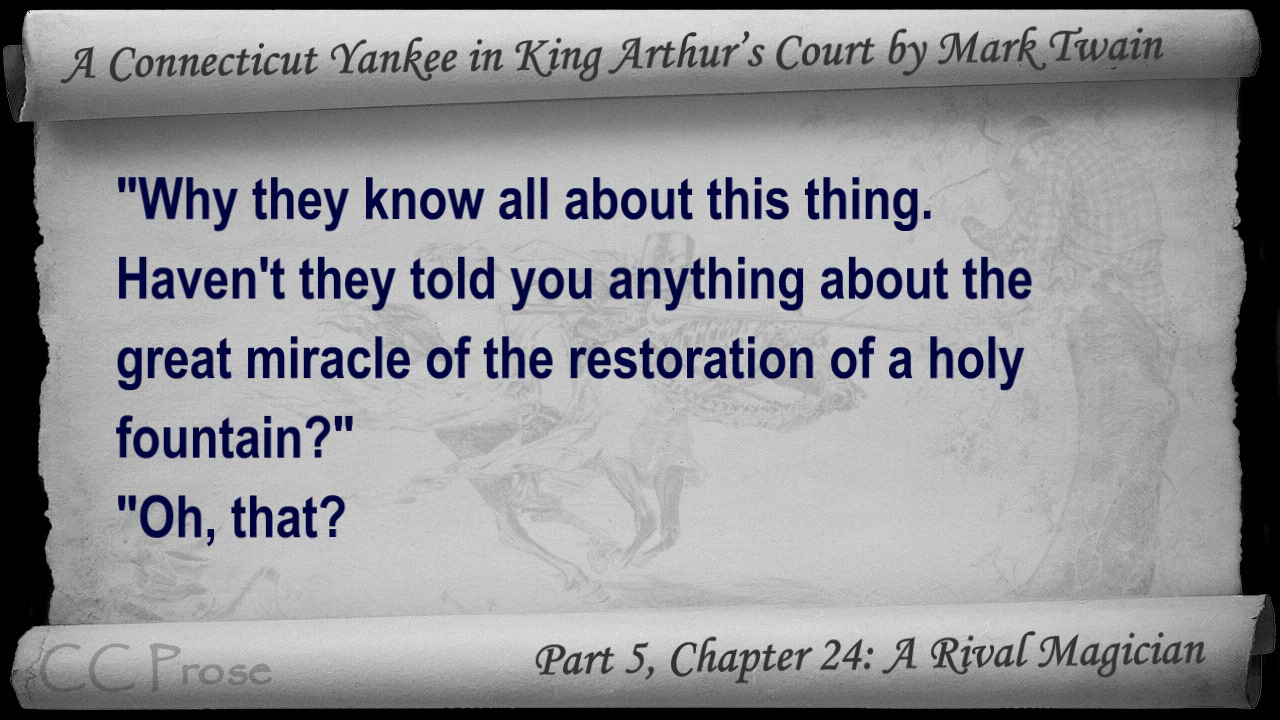 A Connecticut Yankee in King Arthur's Court by Mark Twain
"Why they know all about this thing.
Haven't they told you anything about the
great miracle of the restoration of a holy
fountain?"
"Oh, that?
CC Prose
Part 5, Chapter 24: A Rival Magician